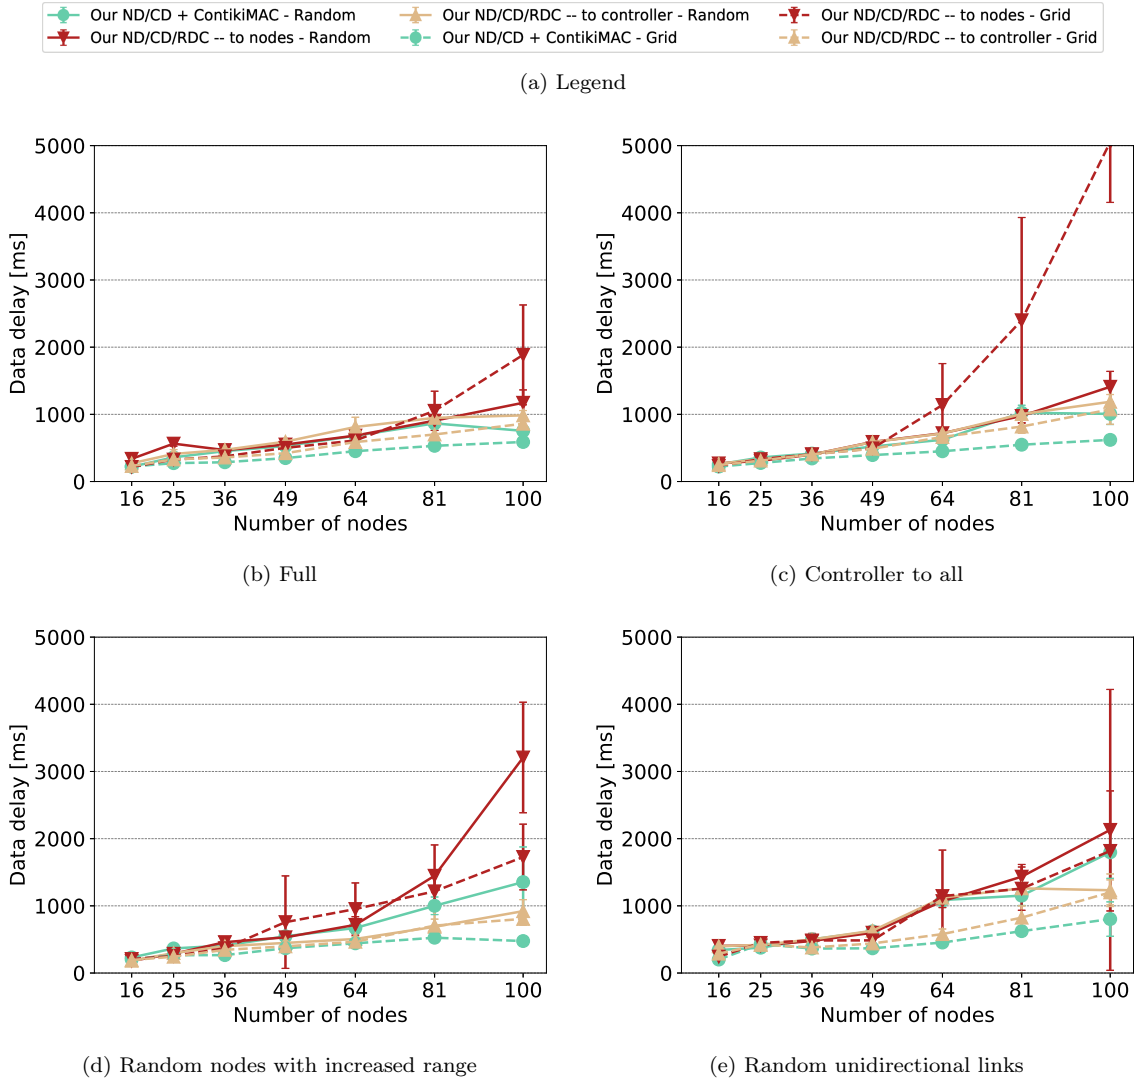 Our ND/CD + ContikiMAC - Random
Our ND/CD/RDC -- to controller - Random
Our ND/CD/RDC -- to nodes - Grid
Our ND/CD/RDC -- to nodes - Random
Our ND/CD + ContikiMAC - Grid
Our ND/CD/RDC -- to controller - Grid
(a) Legend
5000
4000
3000
2000
1000
0
Data delay [ms]
16 25 36 49 64 81 100
Number of nodes
(b) Full
5000
4000
3000
2000
1000
0
Data delay [ms]
16 25 36 49 64 81 100
Number of nodes
(c) Controller to all
5000
4000
3000
2000
1000
0
Data delay [ms]
16 25 36 49 64 81 100
Number of nodes
(d) Random nodes with increased range
5000
4000
3000
2000
1000
0
Data delay [ms]
16 25 36 49 64 81 100
Number of nodes
(e) Random unidirectional links